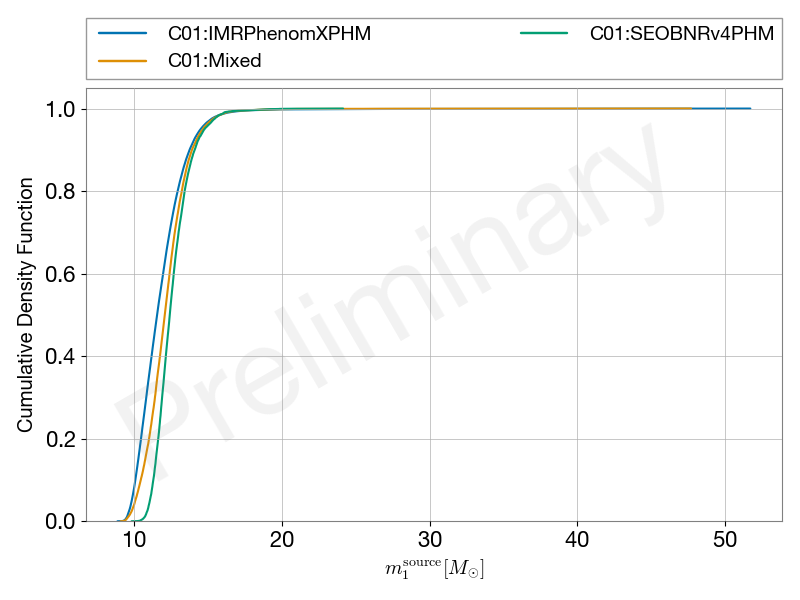 C01:IMRPhenomXPHM
C01:SEOBNRv4PHM
C01:Mixed
1.0
0.8
0.6
0.4
0.2
0.0
Cumulative Density Function
Preliminary
10 20 30 40 50
m₁^source [M☉]